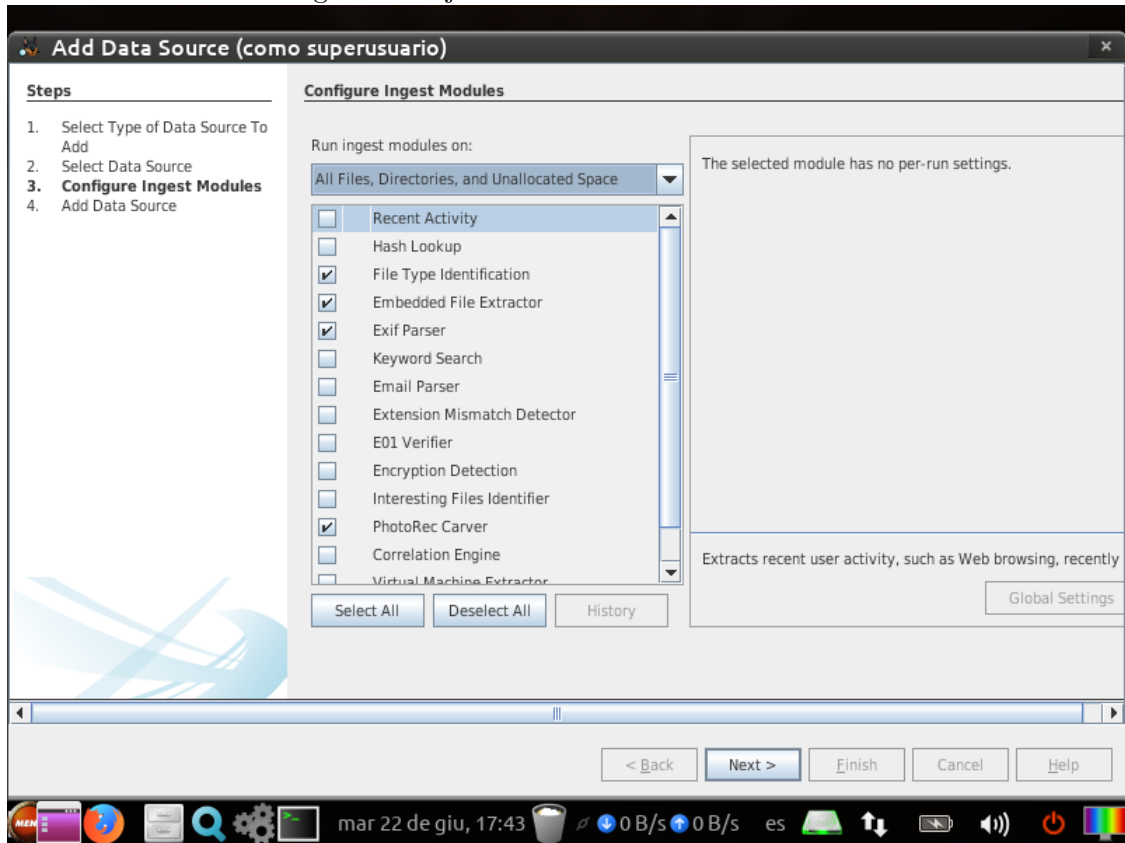 Add Data Source (como superusuario)
Steps
1. Select Type of Data Source To
Add
2. Select Data Source
3. Configure Ingest Modules
4. Add Data Source
Configure Ingest Modules
Run ingest modules on:
All Files, Directories, and Unallocated Space
Recent Activity
Hash Lookup
File Type Identification
Embedded File Extractor
Exif Parser
Keyword Search
Email Parser
Extension Mismatch Detector
E01 Verifier
Encryption Detection
Interesting Files Identifier
PhotoRec Carver
Correlation Engine
Virtual Machine Extractor
Select All Deselect All History
The selected module has no per-run settings.
Extracts recent user activity, such as Web browsing, recently
Global Settings
< Back Next > Finish Cancel Help
MEN mar 22 de giu, 17:43 0 B/s 0 B/s es